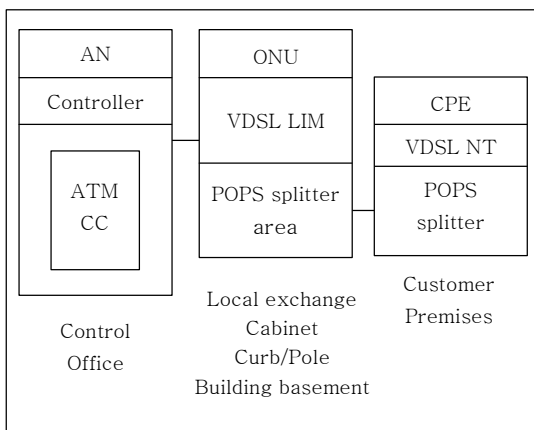 AN
Controller
ATM
CC
Control
Office
ONU
VDSL LIM
POPS splitter
area
Local exchange
Cabinet
Curb/Pole
Building basement
CPE
VDSL NT
POPS
splitter
Customer
Premises